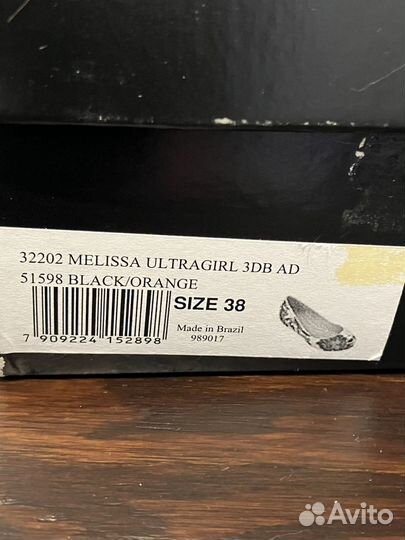 32202 MELISSA ULTRAGIRL 3DB AD
51598 BLACK/ORANGE
SIZE 38
Made in Brazil
989017
7 909224 152898
Avito